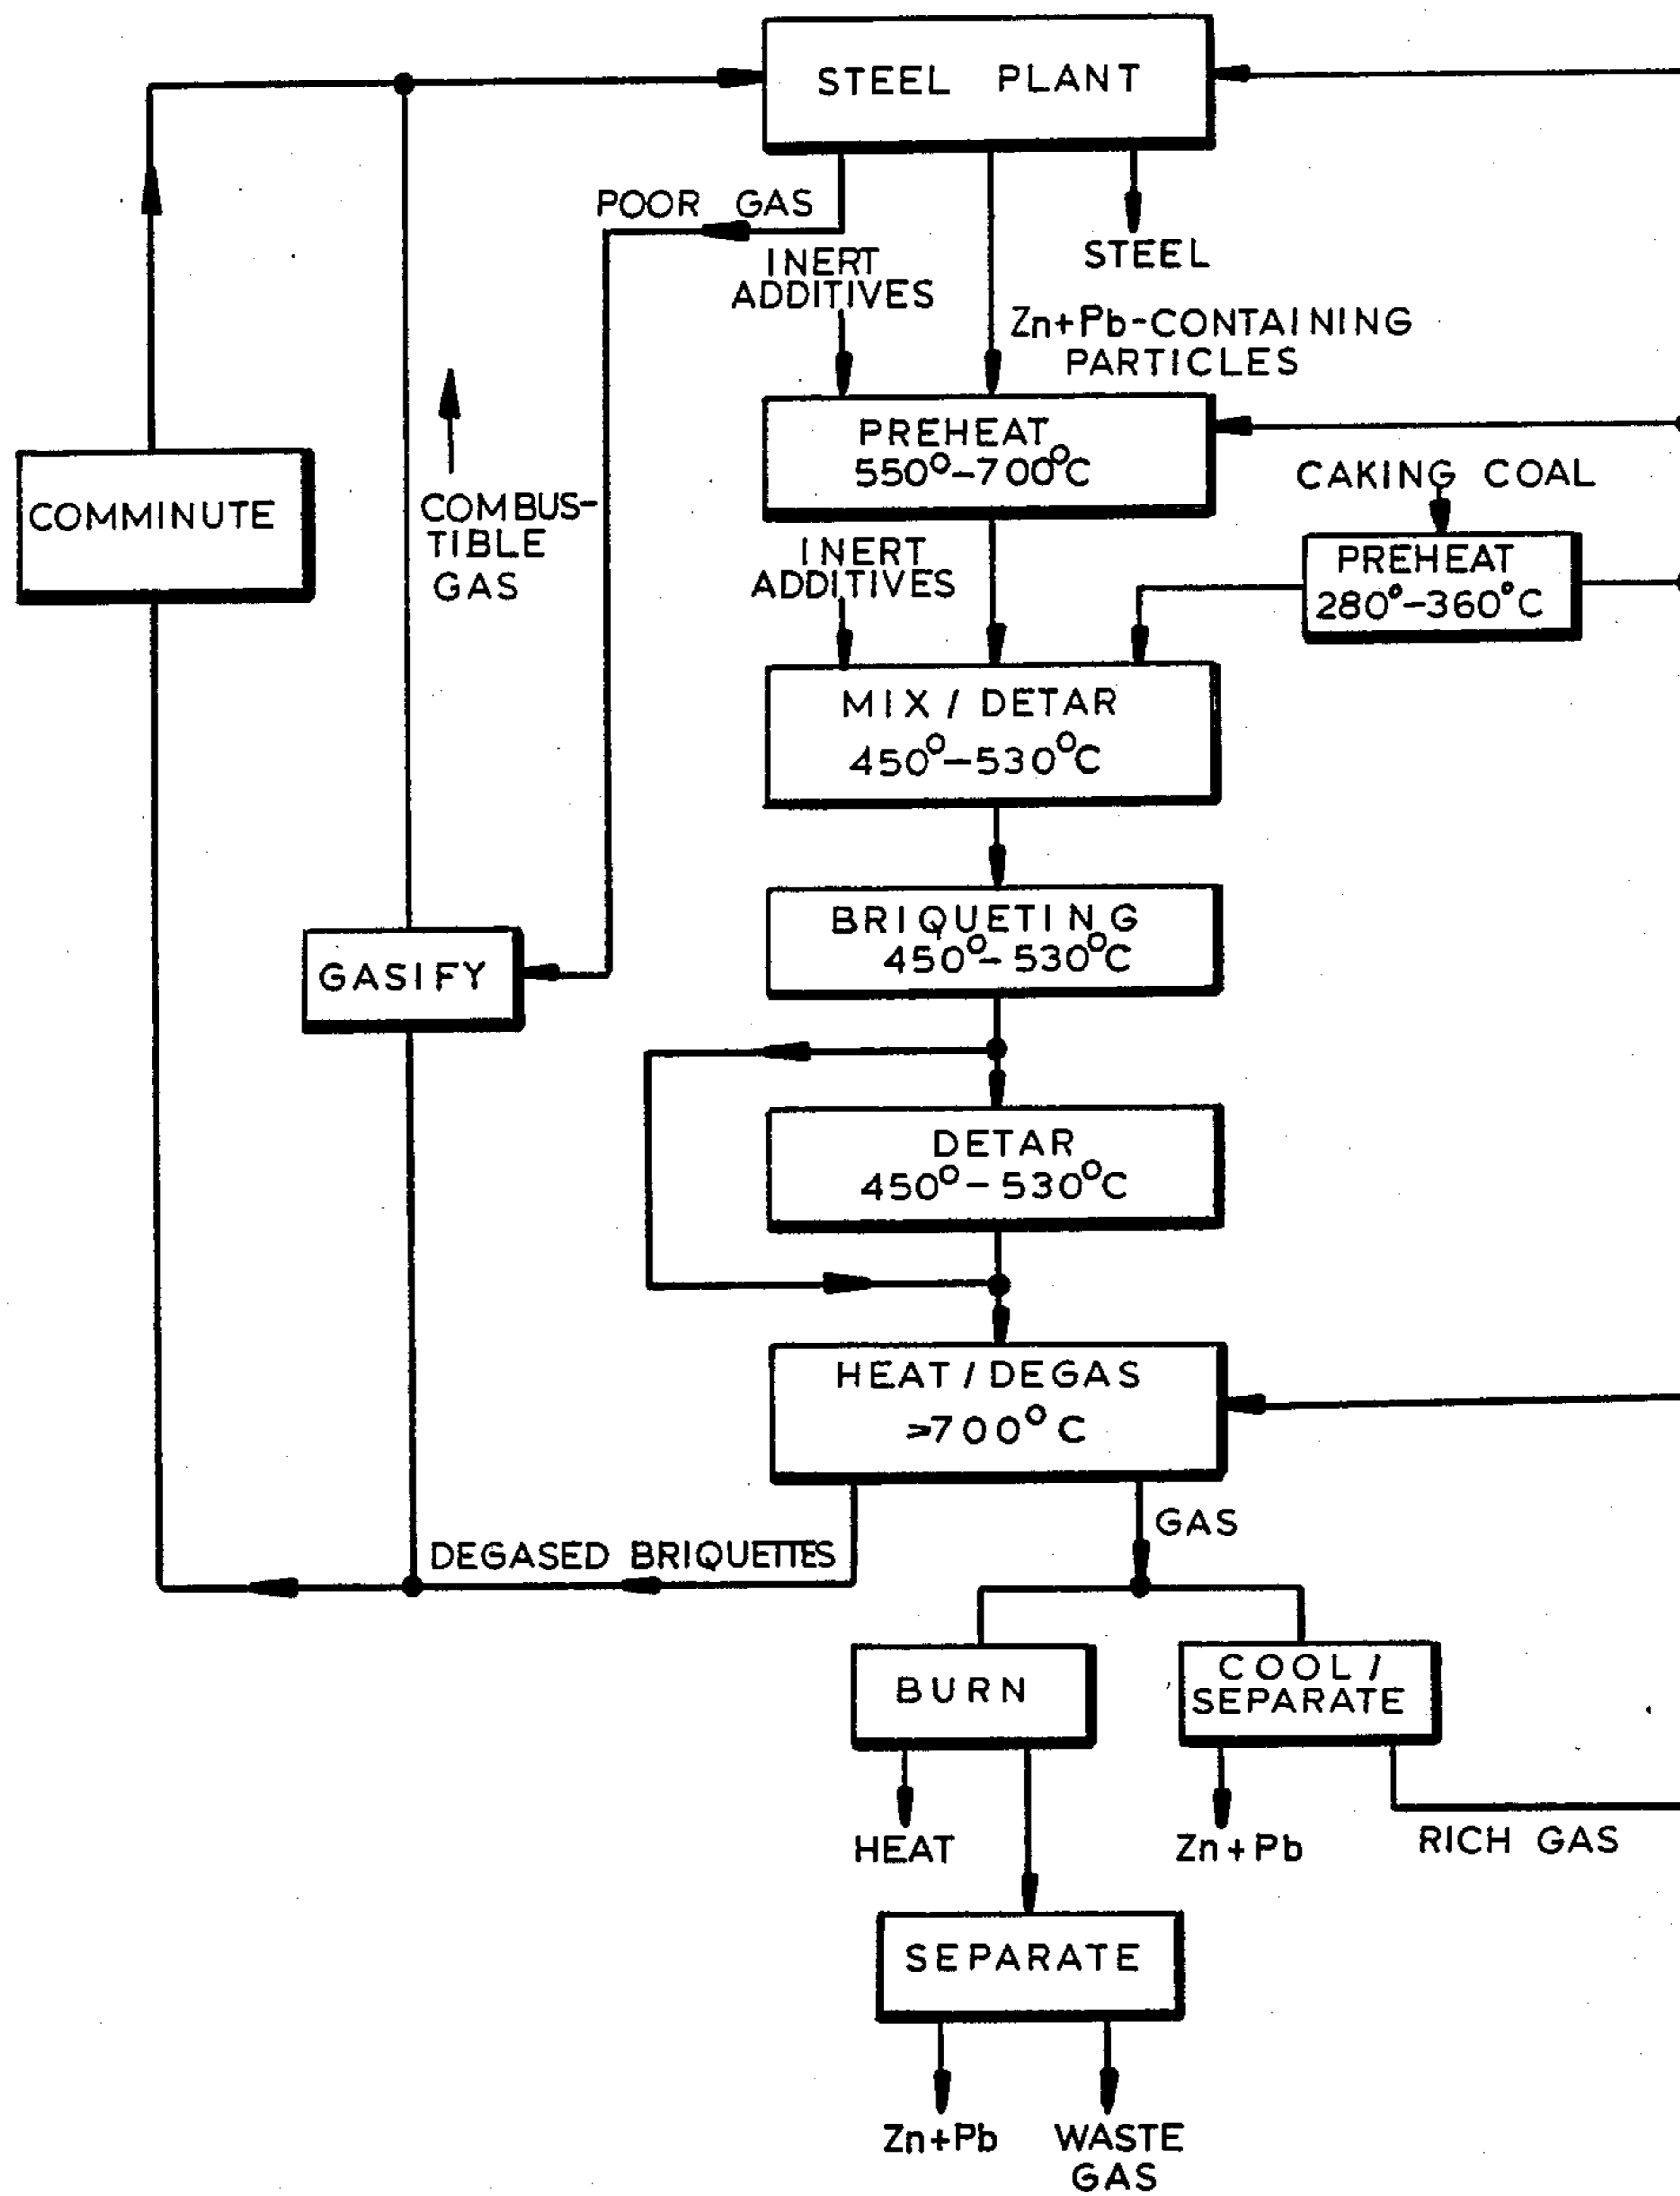 STEEL PLANT
POOR GAS
STEEL
INERT
ADDITIVES
Zn+Pb-CONTAINING
PARTICLES
PREHEAT
550°-700°C
CAKING COAL
COMMINUTE
COMBUS-
TIBLE
GAS
INERT
ADDITIVES
PREHEAT
280°-360°C
MIX / DETAR
450°-530°C
BRIQUETING
450°-530°C
GASIFY
DETAR
450°-530°C
HEAT / DEGAS
≥700°C
GAS
DEGASED BRIQUETTES
BURN
COOL /
SEPARATE
HEAT
Zn+Pb
RICH GAS
SEPARATE
Zn+Pb
WASTE
GAS